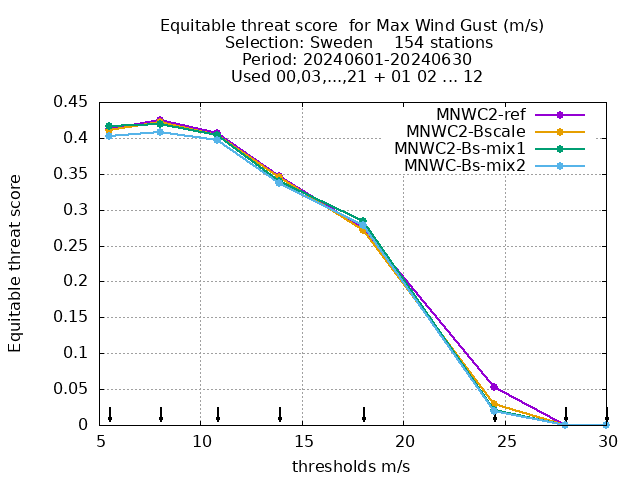 Equitable threat score  for Max Wind Gust (m/s)
Selection: Sweden    154 stations
Period: 20240601-20240630
Used 00,03,...,21 + 01 02 ... 12
MNWC2-ref
MNWC2-Bscale
MNWC2-Bs-mix1
MNWC-Bs-mix2
Equitable threat score
0.45
0.4
0.35
0.3
0.25
0.2
0.15
0.1
0.05
0
5 10 15 20 25 30
thresholds m/s